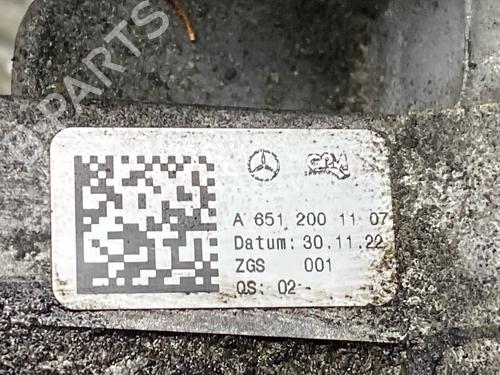 PARTS
A 651 200 11 07
Datum: 30.11.22
ZGS 001
QS: 02-